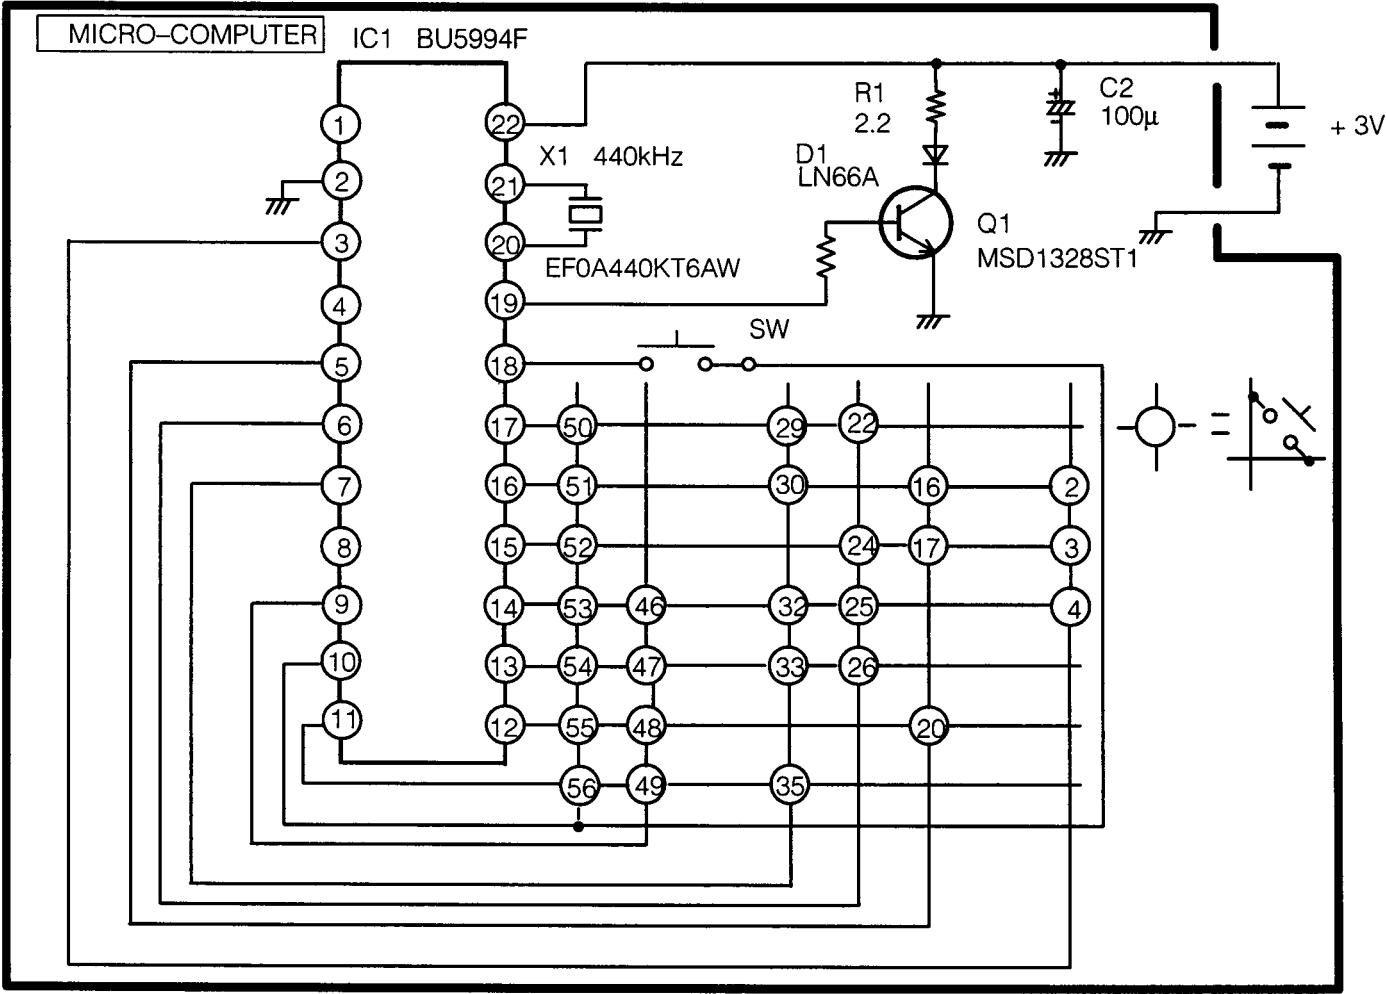 MICRO–COMPUTER IC1 BU5994F
R1
2.2
C2
100µ
+ 3V
X1 440kHz
D1
LN66A
Q1
MSD1328ST1
EF0A440KT6AW
SW
1 22
2 21
3 20
4 19
5 18
6 17 50 29 22
7 16 51 30 16 2
8 15 52 24 17 3
9 14 53 46 32 25 4
10 13 54 47 33 26
11 12 55 48 20
56 49 35
=